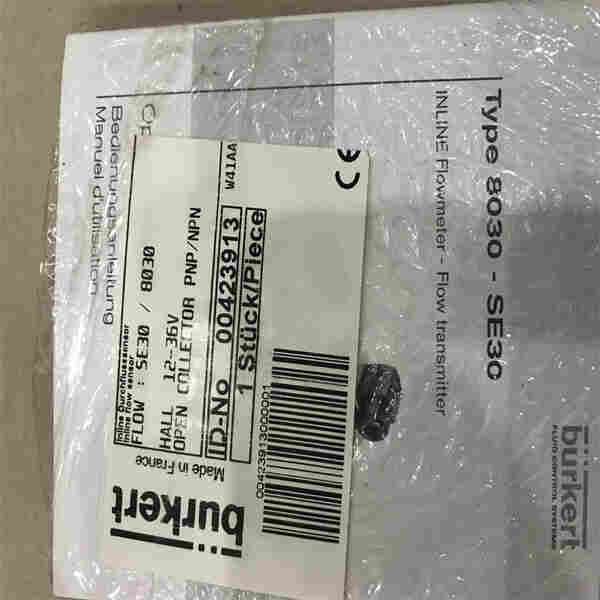 Type 8030 - SE30
INLINE Flowmeter - Flow transmitter
Bedienungsanleitung
Manuel d'utilisation
burkert
FLUID CONTROL SYSTEMS
Inline Durchflusssensor
Inline flow sensor
FLOW : SE30 / 8030
HALL 12-36V
OPEN COLLECTOR PNP/NPN
ID-No 00423913
W41AA
1 Stück/Piece
CE
Made in France
00423913000001
burkert